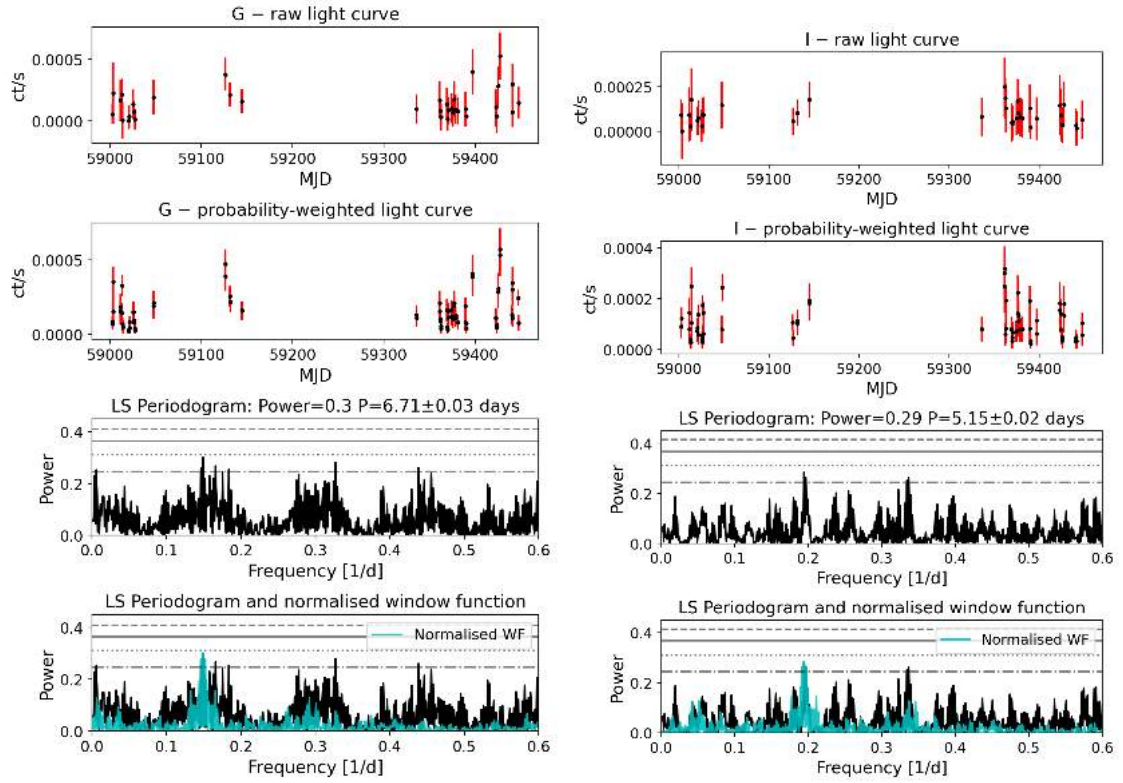 G − raw light curve
0.0005
0.0000
ct/s
59000 59100 59200 59300 59400
MJD
G − probability-weighted light curve
0.0005
0.0000
ct/s
59000 59100 59200 59300 59400
MJD
LS Periodogram: Power=0.3 P=6.71±0.03 days
0.4
0.2
0.0
Power
0.0 0.1 0.2 0.3 0.4 0.5 0.6
Frequency [1/d]
LS Periodogram and normalised window function
0.4
0.2
0.0
Power
Normalised WF
0.0 0.1 0.2 0.3 0.4 0.5 0.6
Frequency [1/d]
I − raw light curve
0.00025
0.00000
ct/s
59000 59100 59200 59300 59400
MJD
I − probability-weighted light curve
0.0004
0.0002
0.0000
ct/s
59000 59100 59200 59300 59400
MJD
LS Periodogram: Power=0.29 P=5.15±0.02 days
0.4
0.2
0.0
Power
0.0 0.1 0.2 0.3 0.4 0.5 0.6
Frequency [1/d]
LS Periodogram and normalised window function
0.4
0.2
0.0
Power
Normalised WF
0.0 0.1 0.2 0.3 0.4 0.5 0.6
Frequency [1/d]